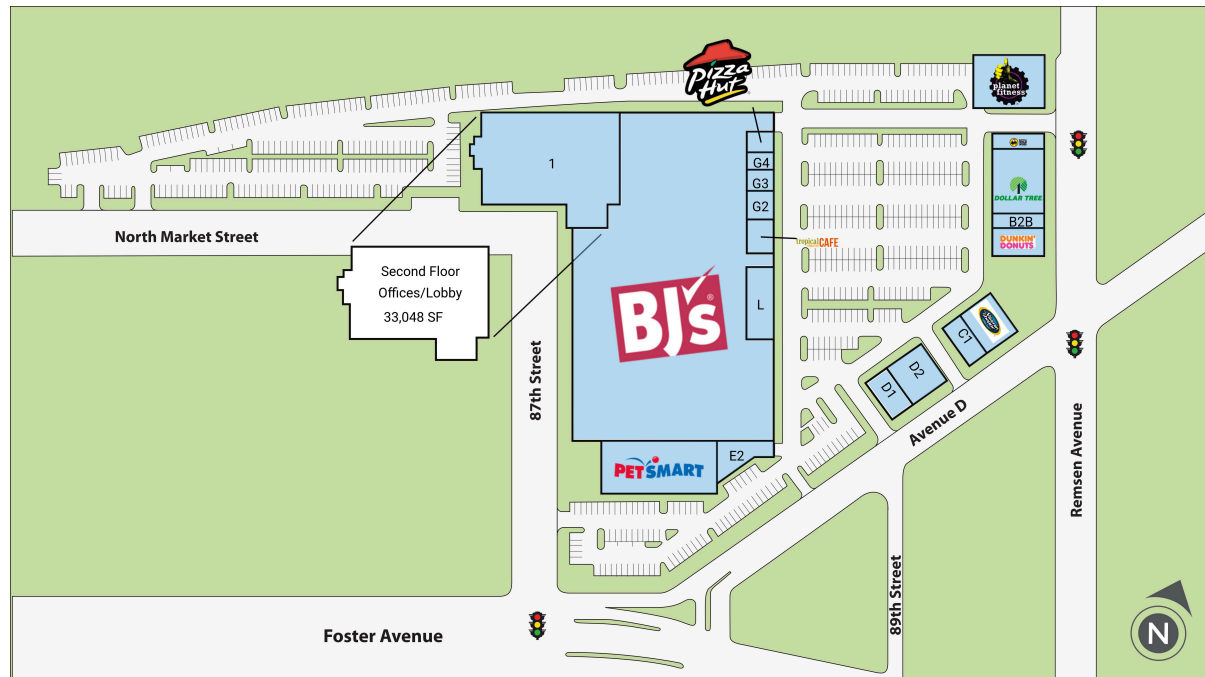 Pizza
Hut
planet
fitness
1
G4
G3
G2
DOLLAR TREE
B2B
DUNKIN'
DONUTS
North Market Street
tropical CAFE
Second Floor
Offices/Lobby
33,048 SF
BJ's
L
C1
D2
D1
87th Street
Avenue D
Remsen Avenue
PETSMART
E2
89th Street
Foster Avenue
N